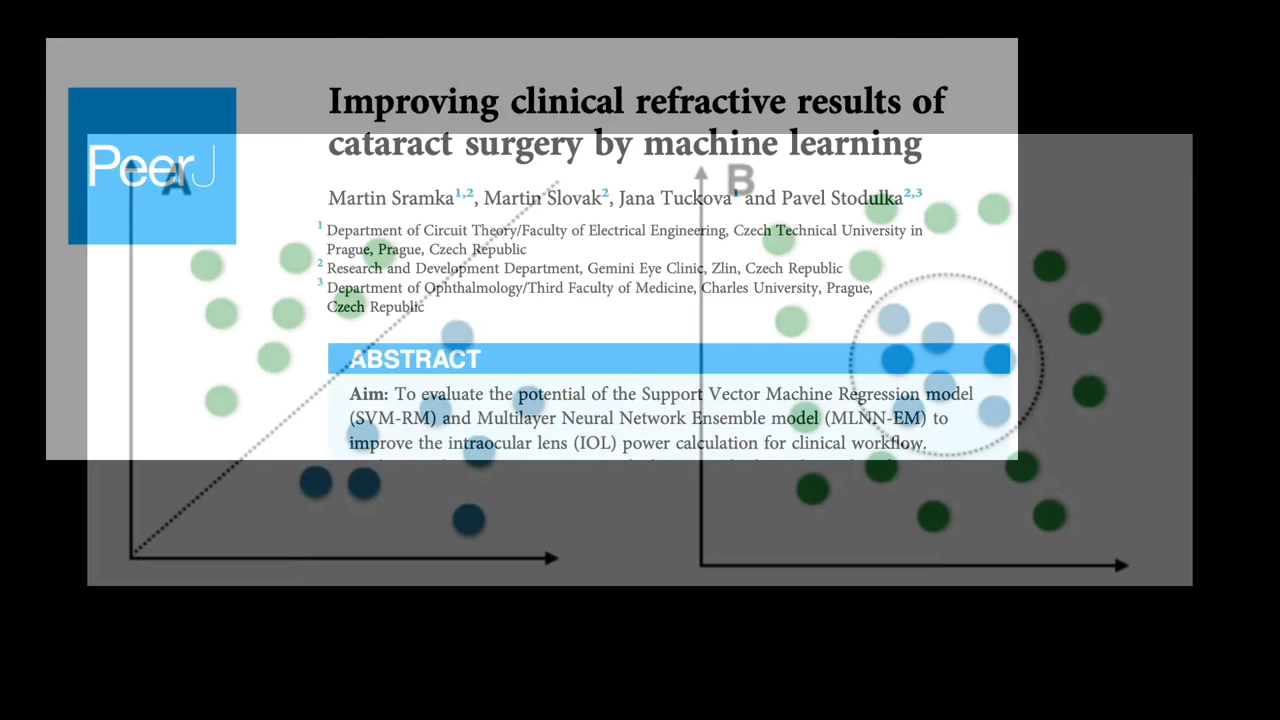 Improving clinical refractive results of
cataract surgery by machine learning
PeerJ
A
B
Martin Sramka1,2, Martin Slovak2, Jana Tuckova1 and Pavel Stodulka2,3
1 Department of Circuit Theory/Faculty of Electrical Engineering, Czech Technical University in
Prague, Prague, Czech Republic
2 Research and Development Department, Gemini Eye Clinic, Zlin, Czech Republic
3 Department of Ophthalmology/Third Faculty of Medicine, Charles University, Prague,
Czech Republic
ABSTRACT
Aim: To evaluate the potential of the Support Vector Machine Regression model
(SVM-RM) and Multilayer Neural Network Ensemble model (MLNN-EM) to
improve the intraocular lens (IOL) power calculation for clinical workflow.